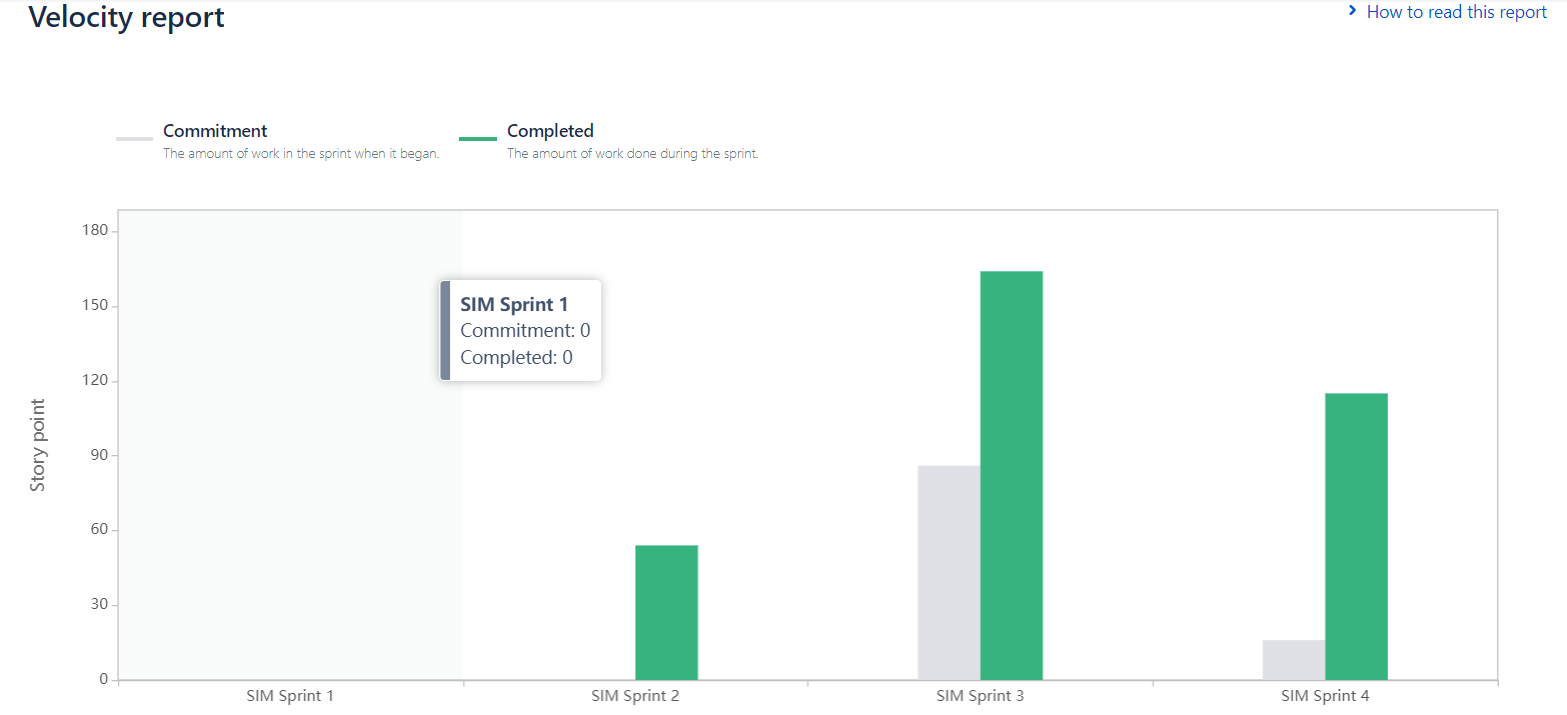 Velocity report
How to read this report
Commitment
The amount of work in the sprint when it began.
Completed
The amount of work done during the sprint.
180
150
120
90
60
30
0
Story point
SIM Sprint 1
Commitment: 0
Completed: 0
SIM Sprint 1
SIM Sprint 2
SIM Sprint 3
SIM Sprint 4